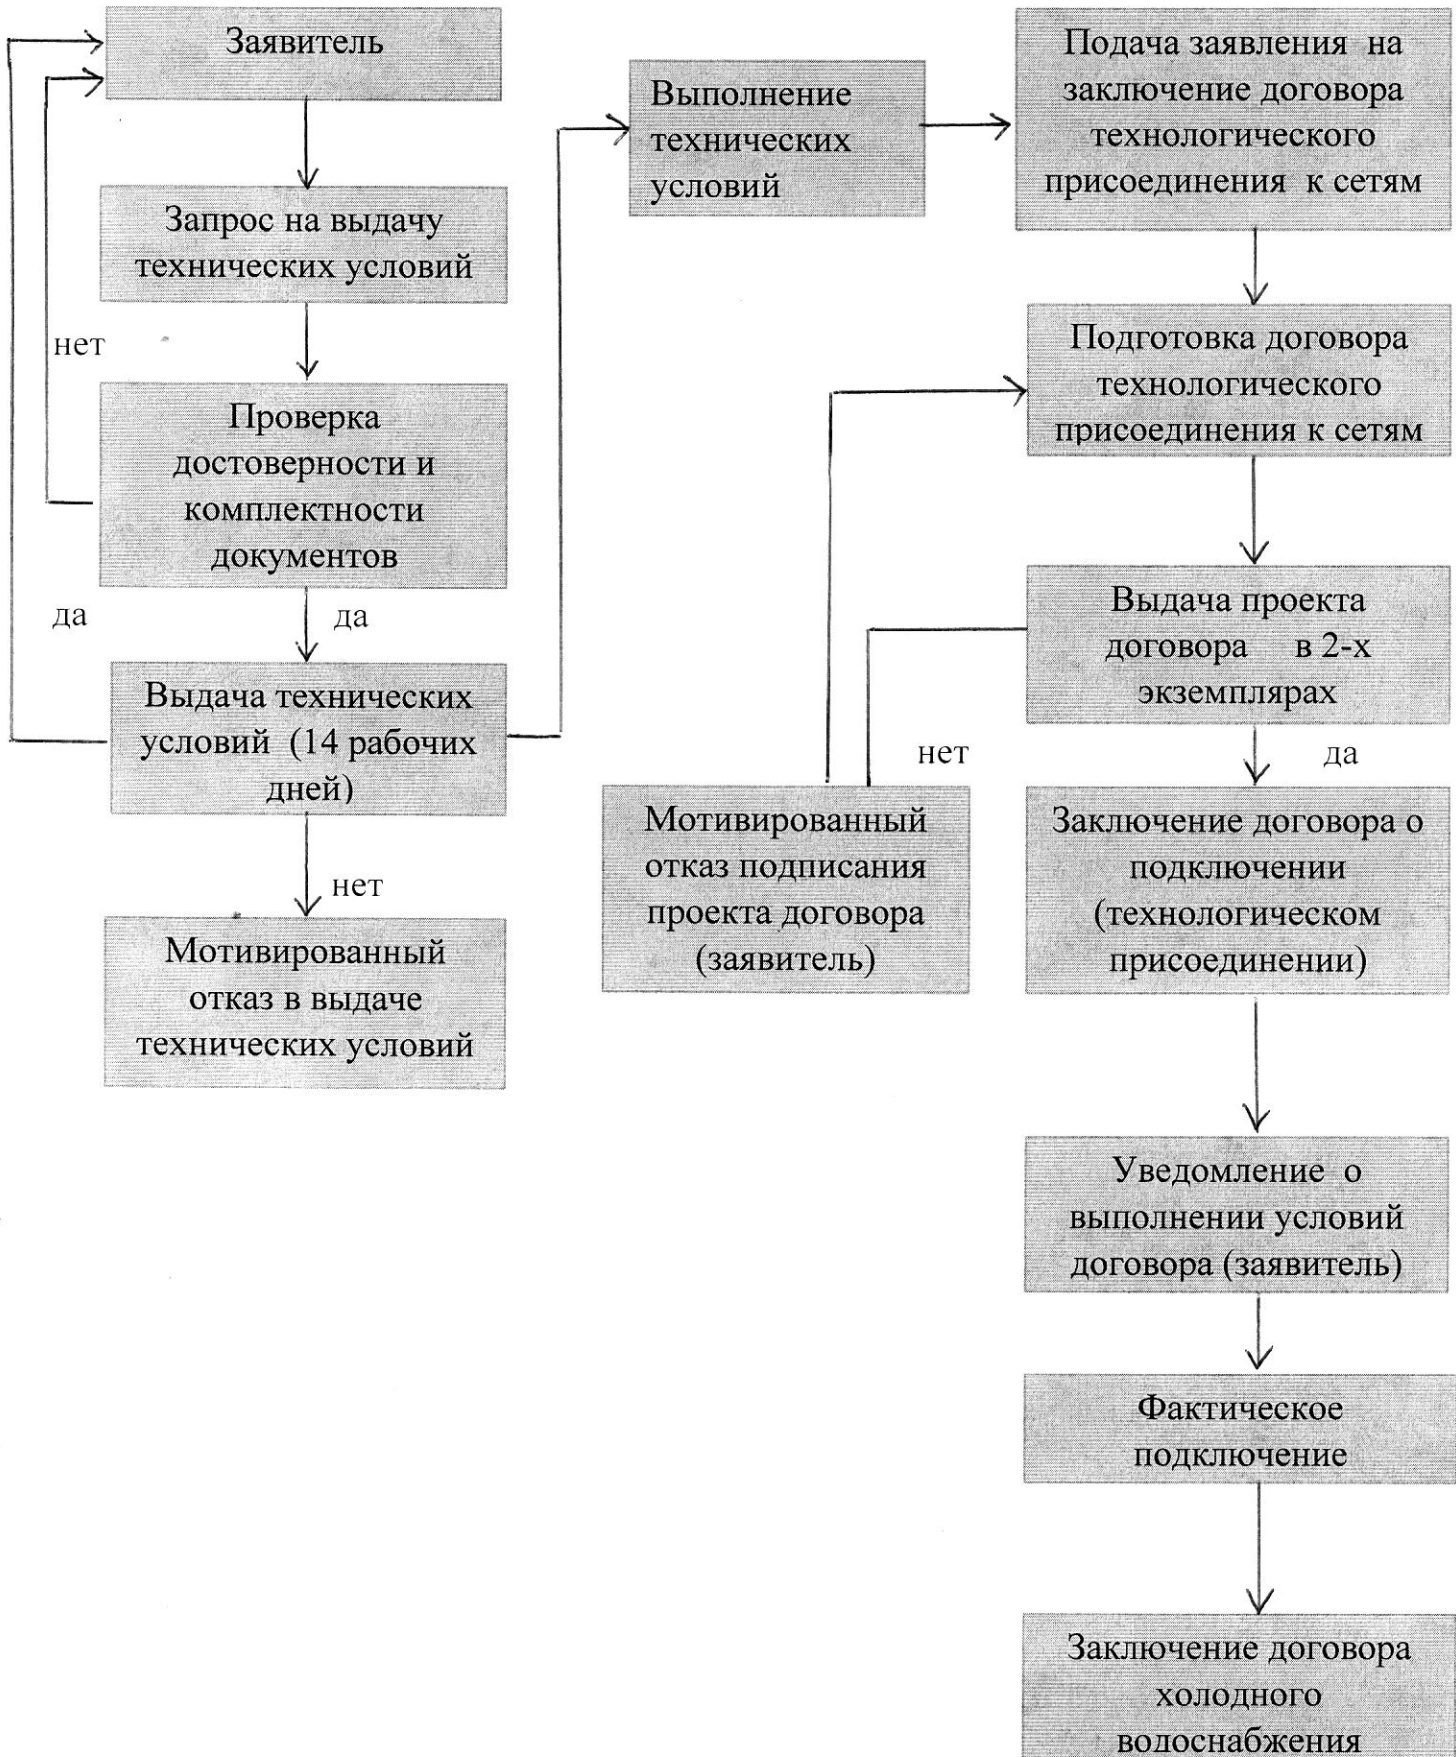 Заявитель
Запрос на выдачу
технических условий
нет
Проверка
достоверности и
комплектности
документов
да
да
Выдача технических
условий (14 рабочих
дней)
нет
Мотивированный
отказ в выдаче
технических условий
Выполнение
технических
условий
Подача заявления на
заключение договора
технологического
присоединения к сетям
Подготовка договора
технологического
присоединения к сетям
Выдача проекта
договора в 2-х
экземплярах
нет
да
Мотивированный
отказ подписания
проекта договора
(заявитель)
Заключение договора о
подключении
(технологическом
присоединении)
Уведомление о
выполнении условий
договора (заявитель)
Фактическое
подключение
Заключение договора
холодного
водоснабжения